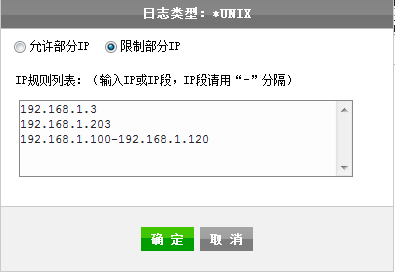 日志类型：*UNIX
允许部分IP 限制部分IP
IP规则列表：（输入IP或IP段，IP段请用“-”分隔）
192.168.1.3
192.168.1.203
192.168.1.100-192.168.1.120
确 定 取 消